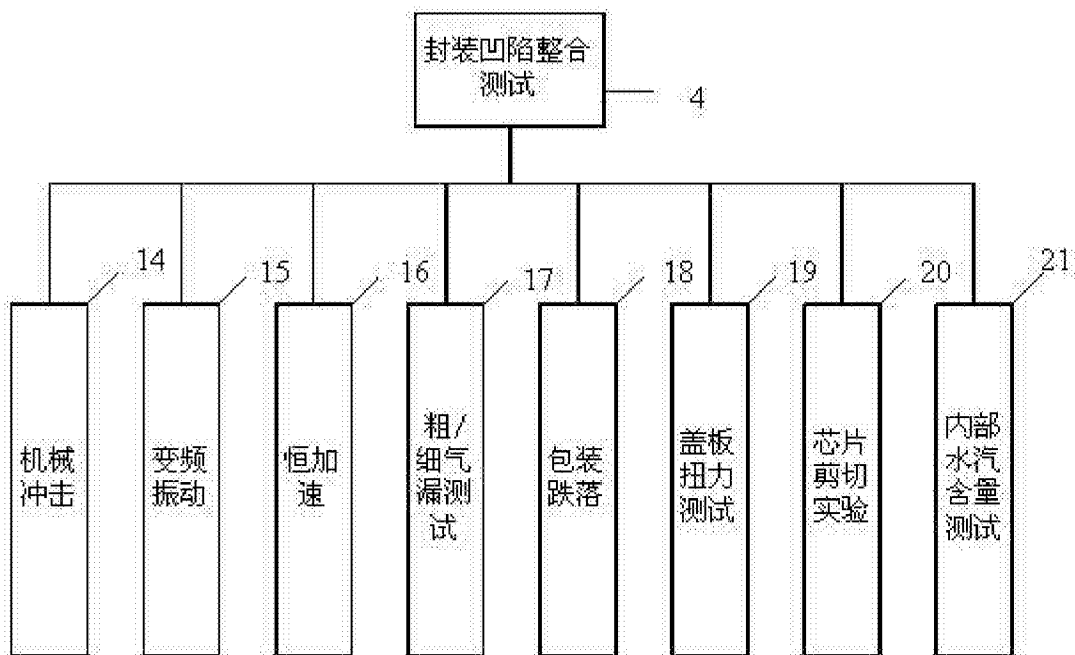 封装凹陷整合
测试
4
14
15
16
17
18
19
20
21
机械
冲击
变频
振动
恒加
速
粗/
细气
漏测
试
包装
跌落
盖板
扭力
测试
芯片
剪切
实验
内部
水汽
含量
测试